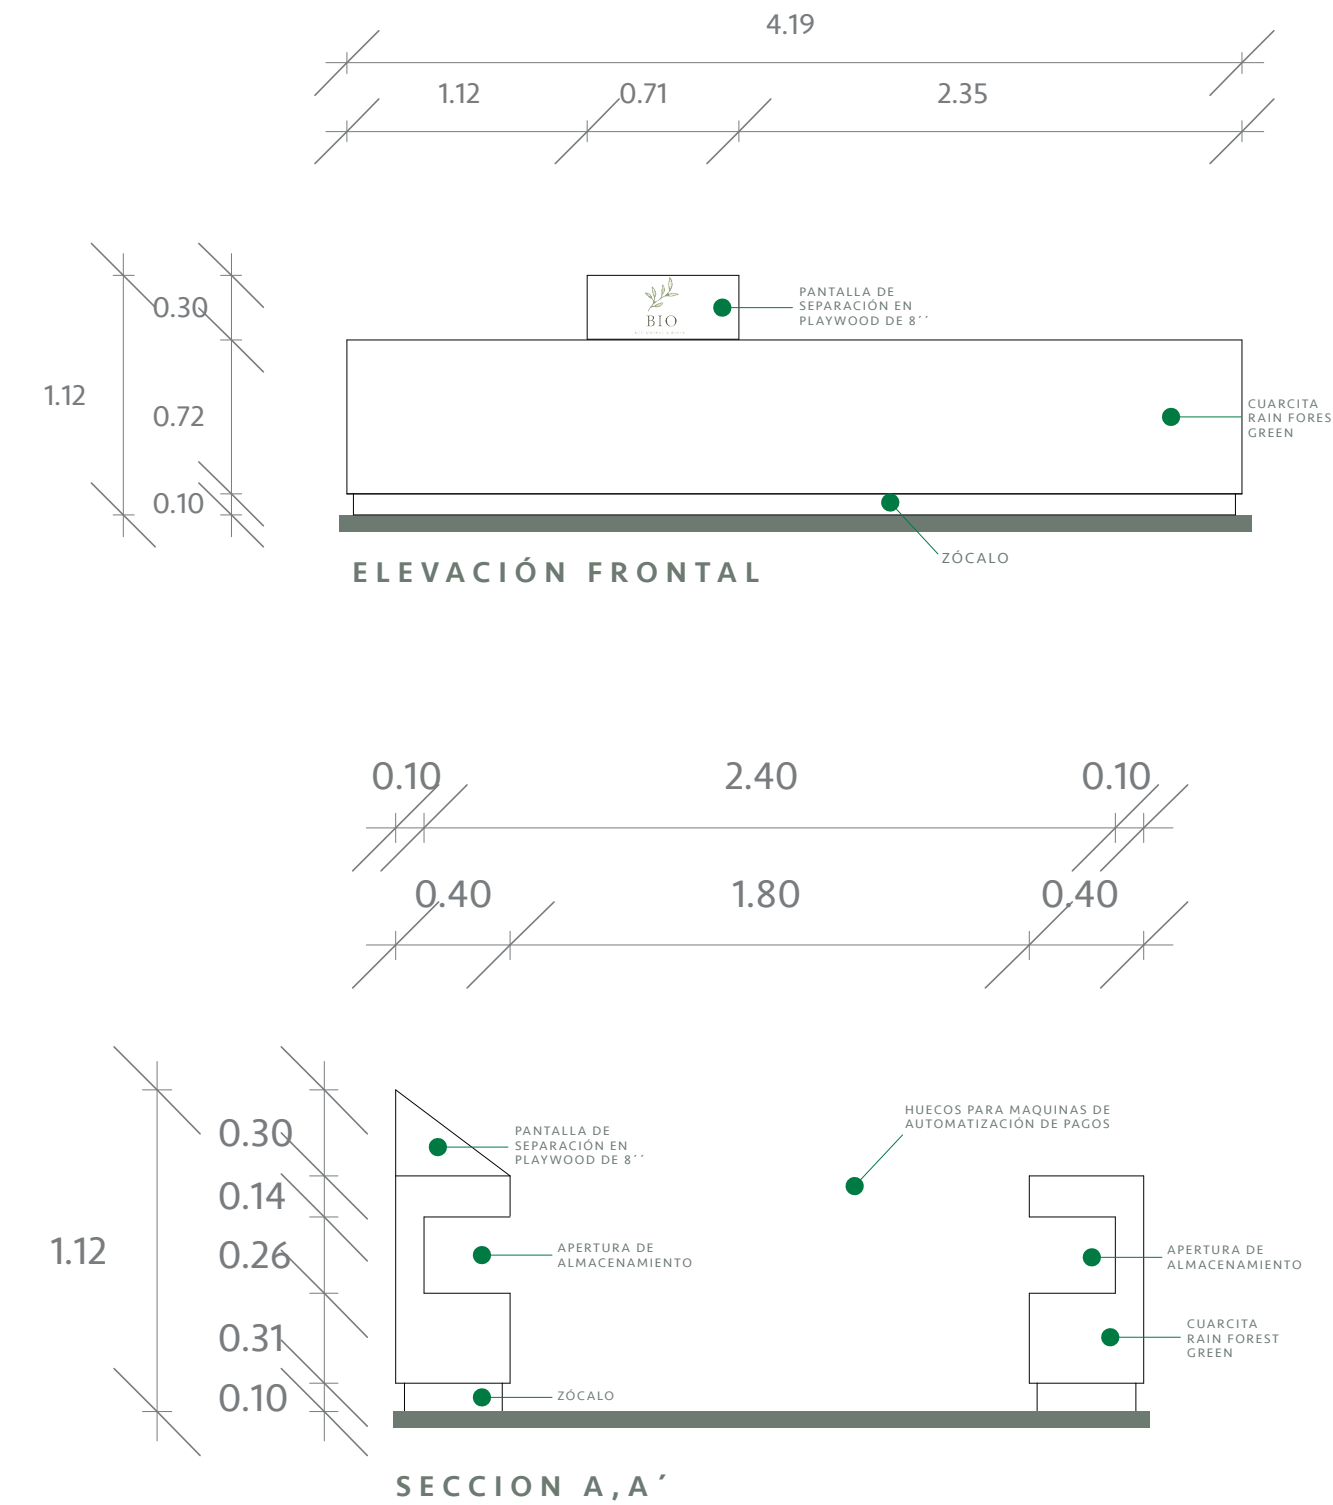 4.19
1.12
0.71
2.35
0.30
1.12
0.72
0.10
BIO
PANTALLA DE
SEPARACIÓN EN
PLAYWOOD DE 8´´
CUARCITA
RAIN FORES
GREEN
ZÓCALO
ELEVACIÓN FRONTAL
0.10
2.40
0.10
0.40
1.80
0.40
0.30
0.14
1.12
0.26
0.31
0.10
PANTALLA DE
SEPARACIÓN EN
PLAYWOOD DE 8´´
HUECOS PARA MAQUINAS DE
AUTOMATIZACIÓN DE PAGOS
APERTURA DE
ALMACENAMIENTO
APERTURA DE
ALMACENAMIENTO
CUARCITA
RAIN FOREST
GREEN
ZÓCALO
SECCION A,A´